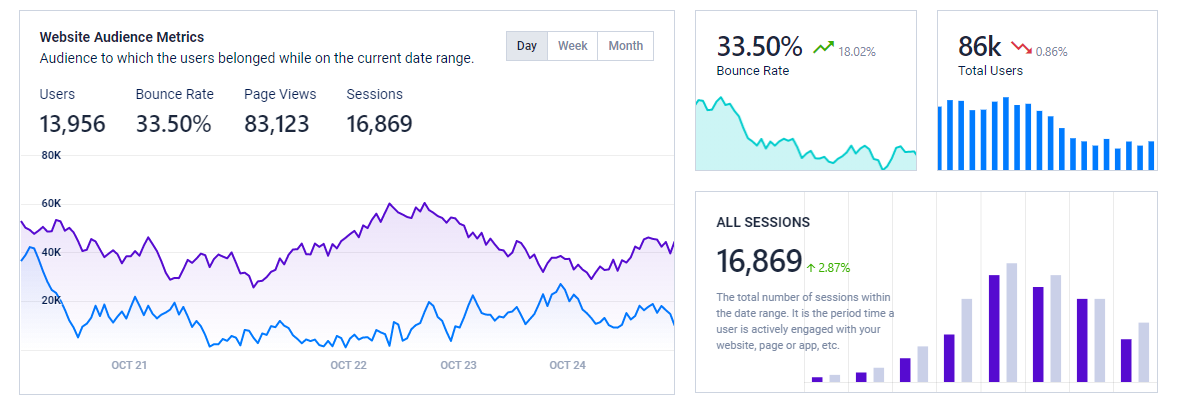 Website Audience Metrics
Audience to which the users belonged while on the current date range.
Day Week Month
Users Bounce Rate Page Views Sessions
13,956 33.50% 83,123 16,869
80K
60K
40K
20K
OCT 21 OCT 22 OCT 23 OCT 24
33.50% 18.02%
Bounce Rate
86k 0.86%
Total Users
ALL SESSIONS
16,869 2.87%
The total number of sessions within
the date range. It is the period time a
user is actively engaged with your
website, page or app, etc.